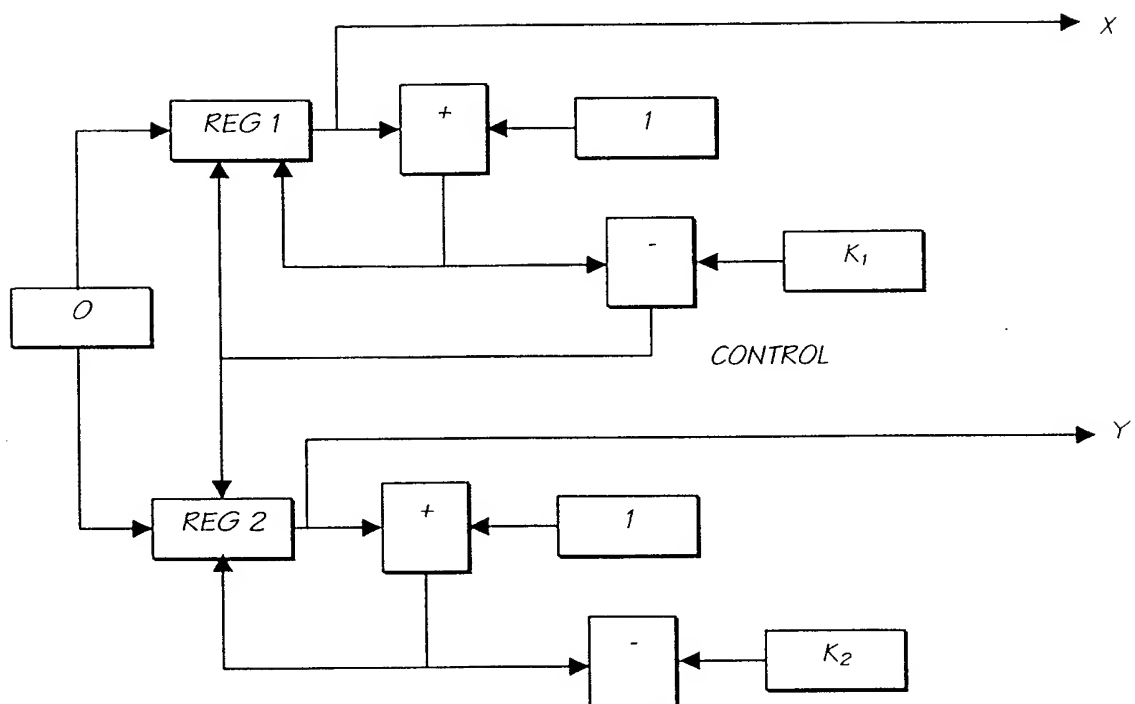 X
REG 1
+
1
-
K₁
O
CONTROL
Y
REG 2
+
1
-
K₂